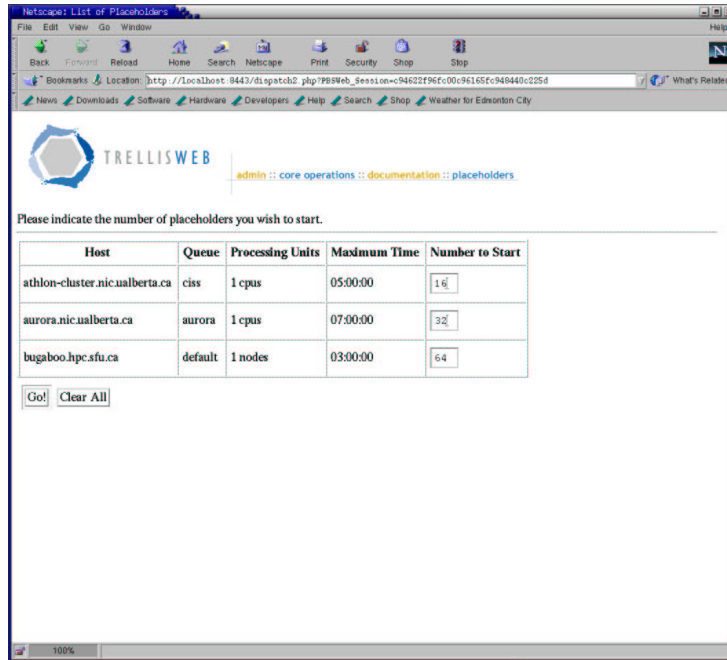 Netscape: List of Placeholders
File Edit View Go Window Help
Back Forward Reload Home Search Netscape Print Security Shop Stop
N
Bookmarks Location: http://localhost:8443/dispatch2.php?PBSWeb_Session=c94622f96fc00c96165fc948440c225d What's Related
News Downloads Software Hardware Developers Help Search Shop Weather for Edmonton City
TRELLISWEB
admin :: core operations :: documentation :: placeholders
Please indicate the number of placeholders you wish to start.
Host Queue Processing Units Maximum Time Number to Start
athlon-cluster.nic.ualberta.ca ciss 1 cpus 05:00:00 16
aurora.nic.ualberta.ca aurora 1 cpus 07:00:00 32
bugaboo.hpc.sfu.ca default 1 nodes 03:00:00 64
Go! Clear All
100%